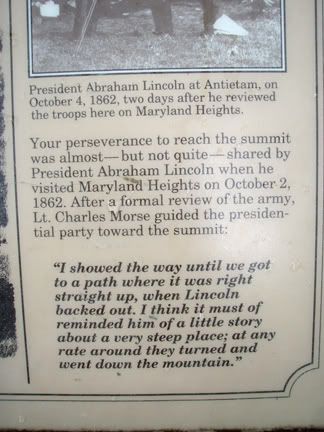 President Abraham Lincoln at Antietam, on
October 4, 1862, two days after he reviewed
the troops here on Maryland Heights.
Your perseverance to reach the summit
was almost—but not quite—shared by
President Abraham Lincoln when he
visited Maryland Heights on October 2,
1862. After a formal review of the army,
Lt. Charles Morse guided the presiden-
tial party toward the summit:
"I showed the way until we got
to a path where it was right
straight up, when Lincoln
backed out. I think it must of
reminded him of a little story
about a very steep place; at any
rate around they turned and
went down the mountain."